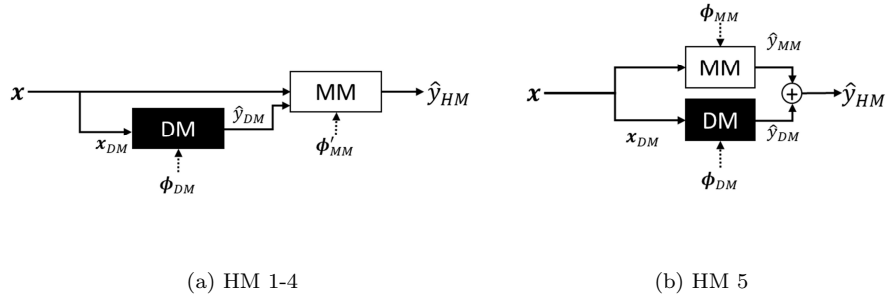 x
DM
x_DM
ϕ_DM
ŷ_DM
MM
ϕ'_MM
ŷ_HM
(a) HM 1-4
ϕ_MM
x
MM
ŷ_MM
+
ŷ_HM
DM
x_DM
ŷ_DM
ϕ_DM
(b) HM 5